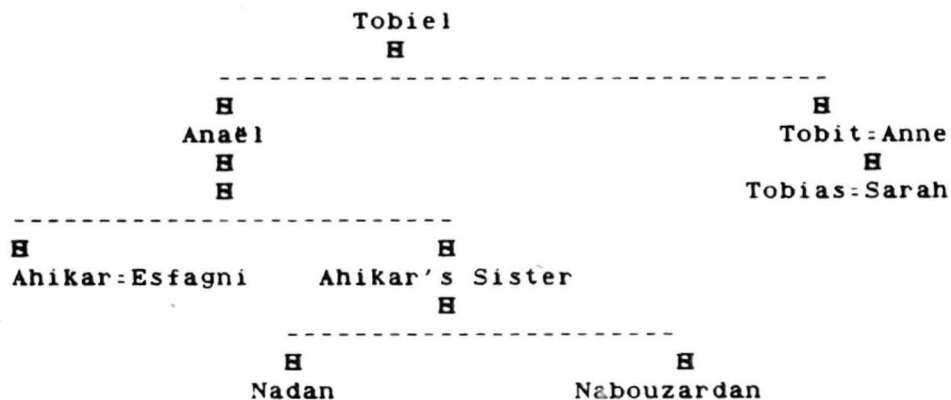 Tobiel
Anaël
Tobit=Anne
Tobias=Sarah
Ahikar=Esfagni
Ahikar's Sister
Nadan
Nabouzardan